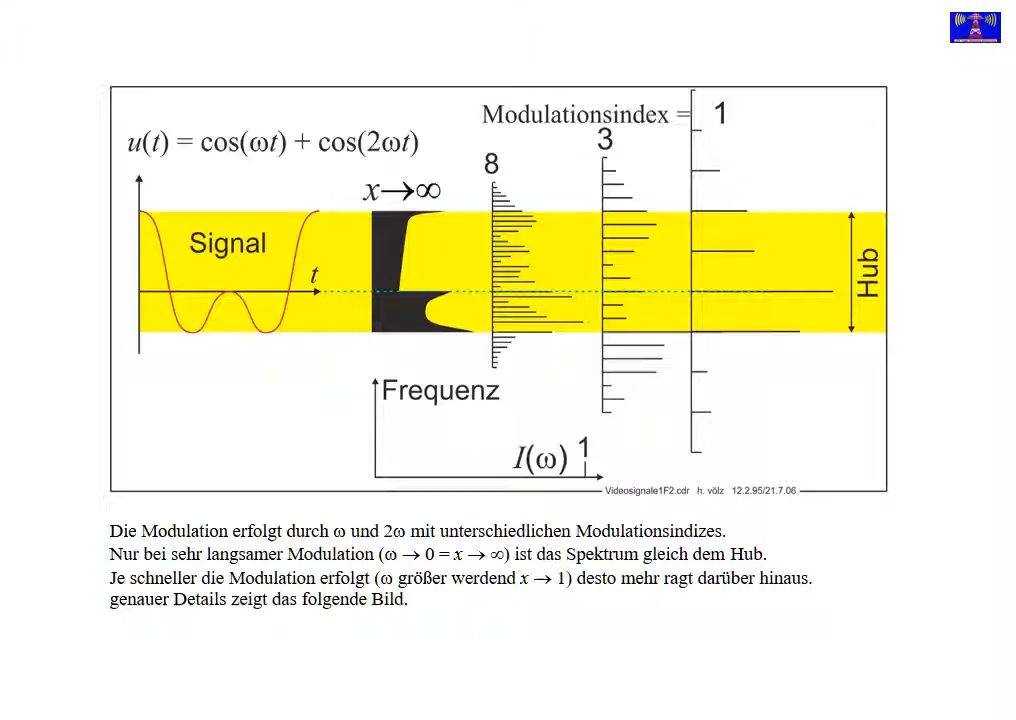 Modulationsindex = 1
u(t) = cos(ωt) + cos(2ωt)
3
8
x→∞
Signal
t
Hub
Frequenz
I(ω) 1
Videosignale1F2.cdr h. völz 12.2.95/21.7.06
Die Modulation erfolgt durch ω und 2ω mit unterschiedlichen Modulationsindizes.
Nur bei sehr langsamer Modulation (ω → 0 = x → ∞) ist das Spektrum gleich dem Hub.
Je schneller die Modulation erfolgt (ω größer werdend x → 1) desto mehr ragt darüber hinaus.
genauer Details zeigt das folgende Bild.